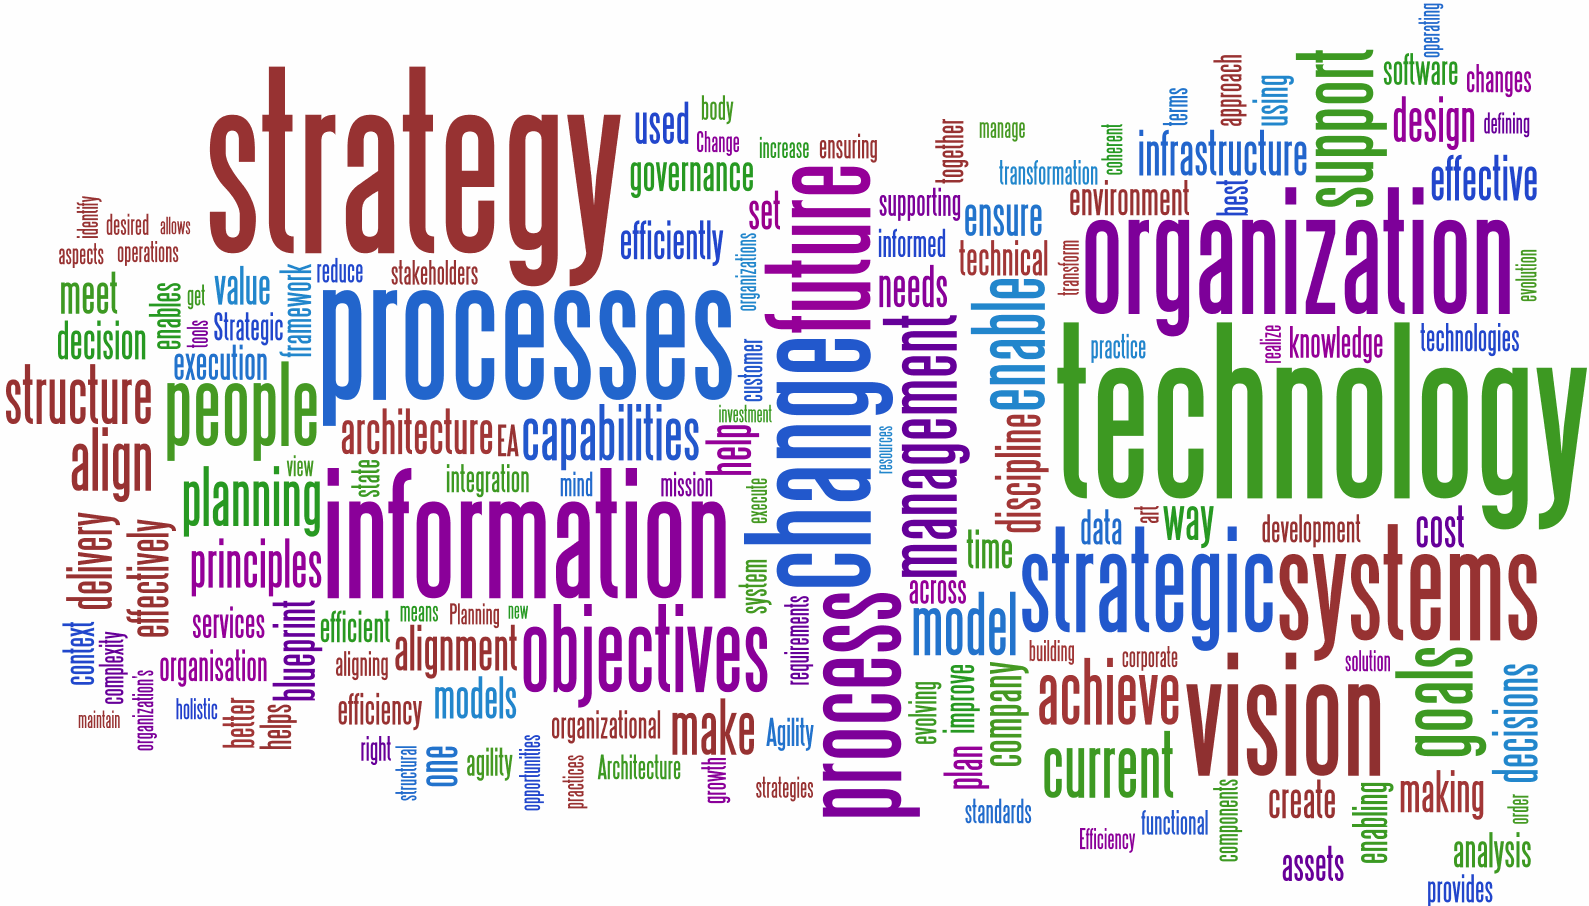 strategy
used
body
Change
governance
increase
ensuring
efficiently
set
organizations
future
together
manage
supporting
informed
needs
ensure
technical
transformation
coherent
environment
transform
terms
approach
using
infrastructure
best
support
operating
software
changes
design
defining
effective
organization
evolution
identify
desired
allows
aspects
operations
meet
enables
get
value
framework
reduce
stakeholders
decision
tools
Strategic
execution
processes
customer
change
management
enable
practice
realize
knowledge
technologies
technology
structure
people
architecture
EA
capabilities
investment
help
resources
discipline
align
view
state
integration
mind
mission
planning
information
execute
delivery
effectively
principles
system
time
data
art
way
development
cost
across
strategic
systems
services
blueprint
efficient
means
Planning
new
aligning
alignment
objectives
requirements
process
model
context
complexity
organisation
organization's
maintain
holistic
better
helps
efficiency
models
organizational
make
Agility
evolving
improve
company
building
corporate
achieve
vision
solution
goals
decisions
right
structural
one
agility
opportunities
practices
Architecture
growth
strategies
plan
current
standards
Efficiency
functional
components
create
assets
enabling
making
order
analysis
provides